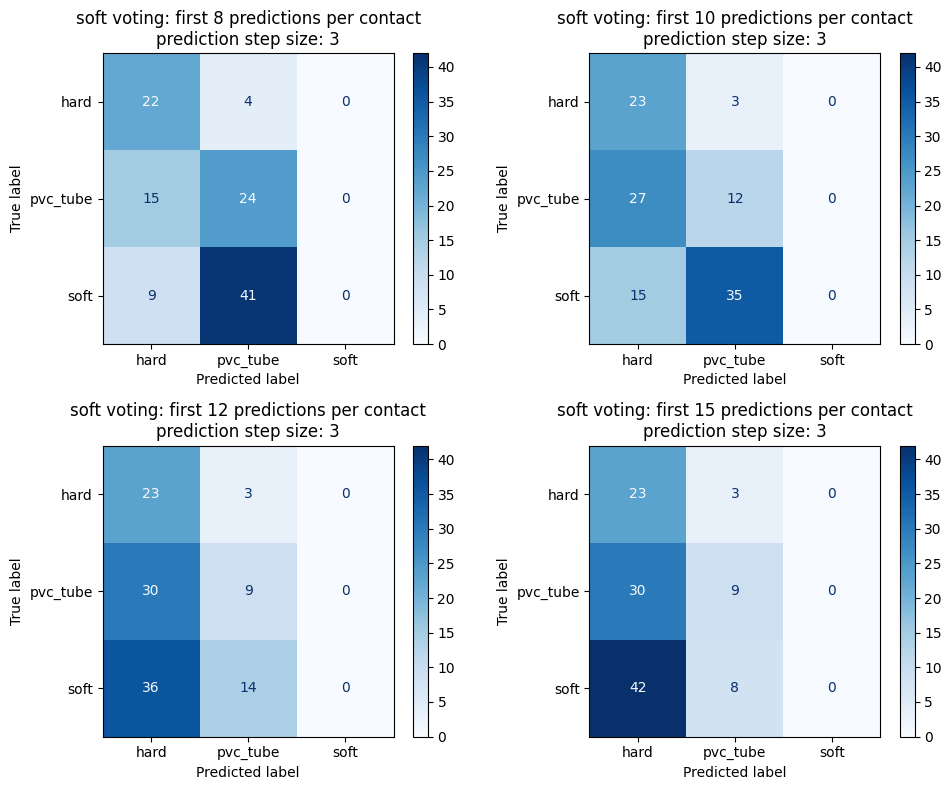 soft voting: first 8 predictions per contact
prediction step size: 3
hard
pvc_tube
soft
True label
22 4 0
15 24 0
9 41 0
hard pvc_tube soft
Predicted label
40
35
30
25
20
15
10
5
0
soft voting: first 10 predictions per contact
prediction step size: 3
hard
pvc_tube
soft
True label
23 3 0
27 12 0
15 35 0
hard pvc_tube soft
Predicted label
40
35
30
25
20
15
10
5
0
soft voting: first 12 predictions per contact
prediction step size: 3
hard
pvc_tube
soft
True label
23 3 0
30 9 0
36 14 0
hard pvc_tube soft
Predicted label
40
35
30
25
20
15
10
5
0
soft voting: first 15 predictions per contact
prediction step size: 3
hard
pvc_tube
soft
True label
23 3 0
30 9 0
42 8 0
hard pvc_tube soft
Predicted label
40
35
30
25
20
15
10
5
0